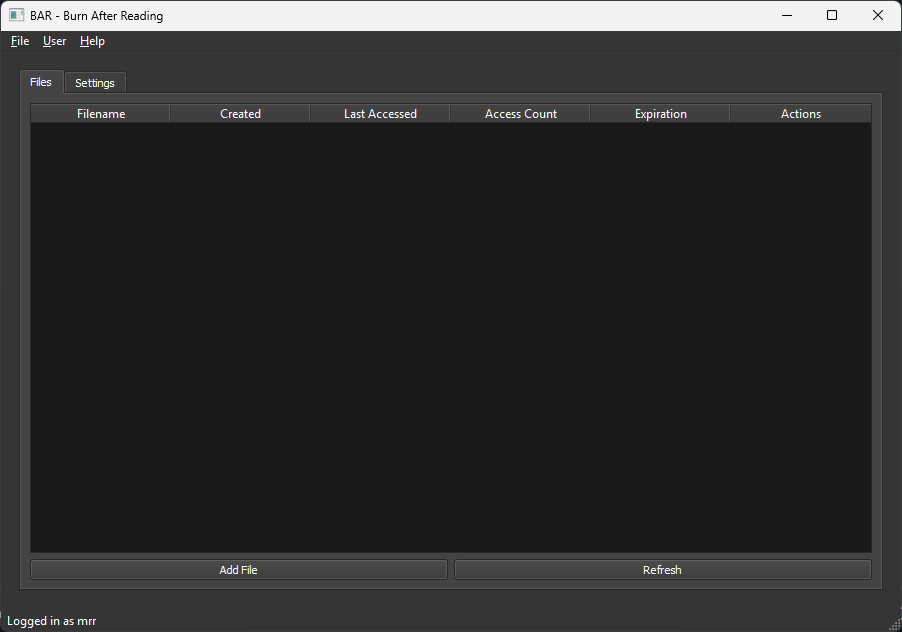 BAR - Burn After Reading
File User Help
Files Settings
Filename Created Last Accessed Access Count Expiration Actions
Add File Refresh
Logged in as mrr